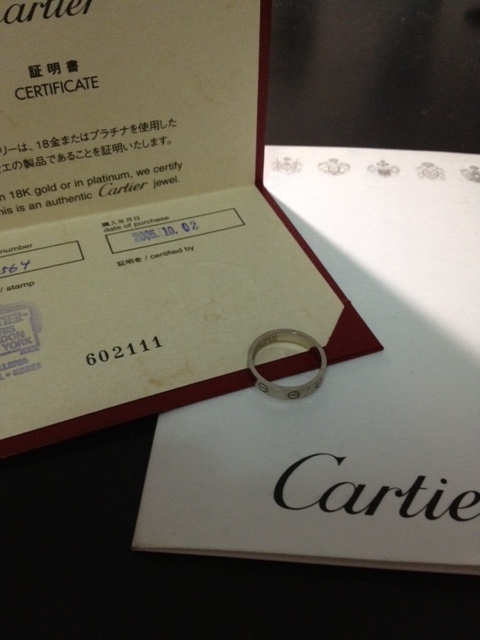 Cartier
証明書
CERTIFICATE
リーは、18金またはプラチナを使用した
エの製品であることを証明いたします。
n 18K gold or in platinum, we certify
his is an authentic Cartier jewel.
number
564
購入年月日
date of purchase
2005.10.02
/ stamp
証明者 / certified by
602111
Cartie